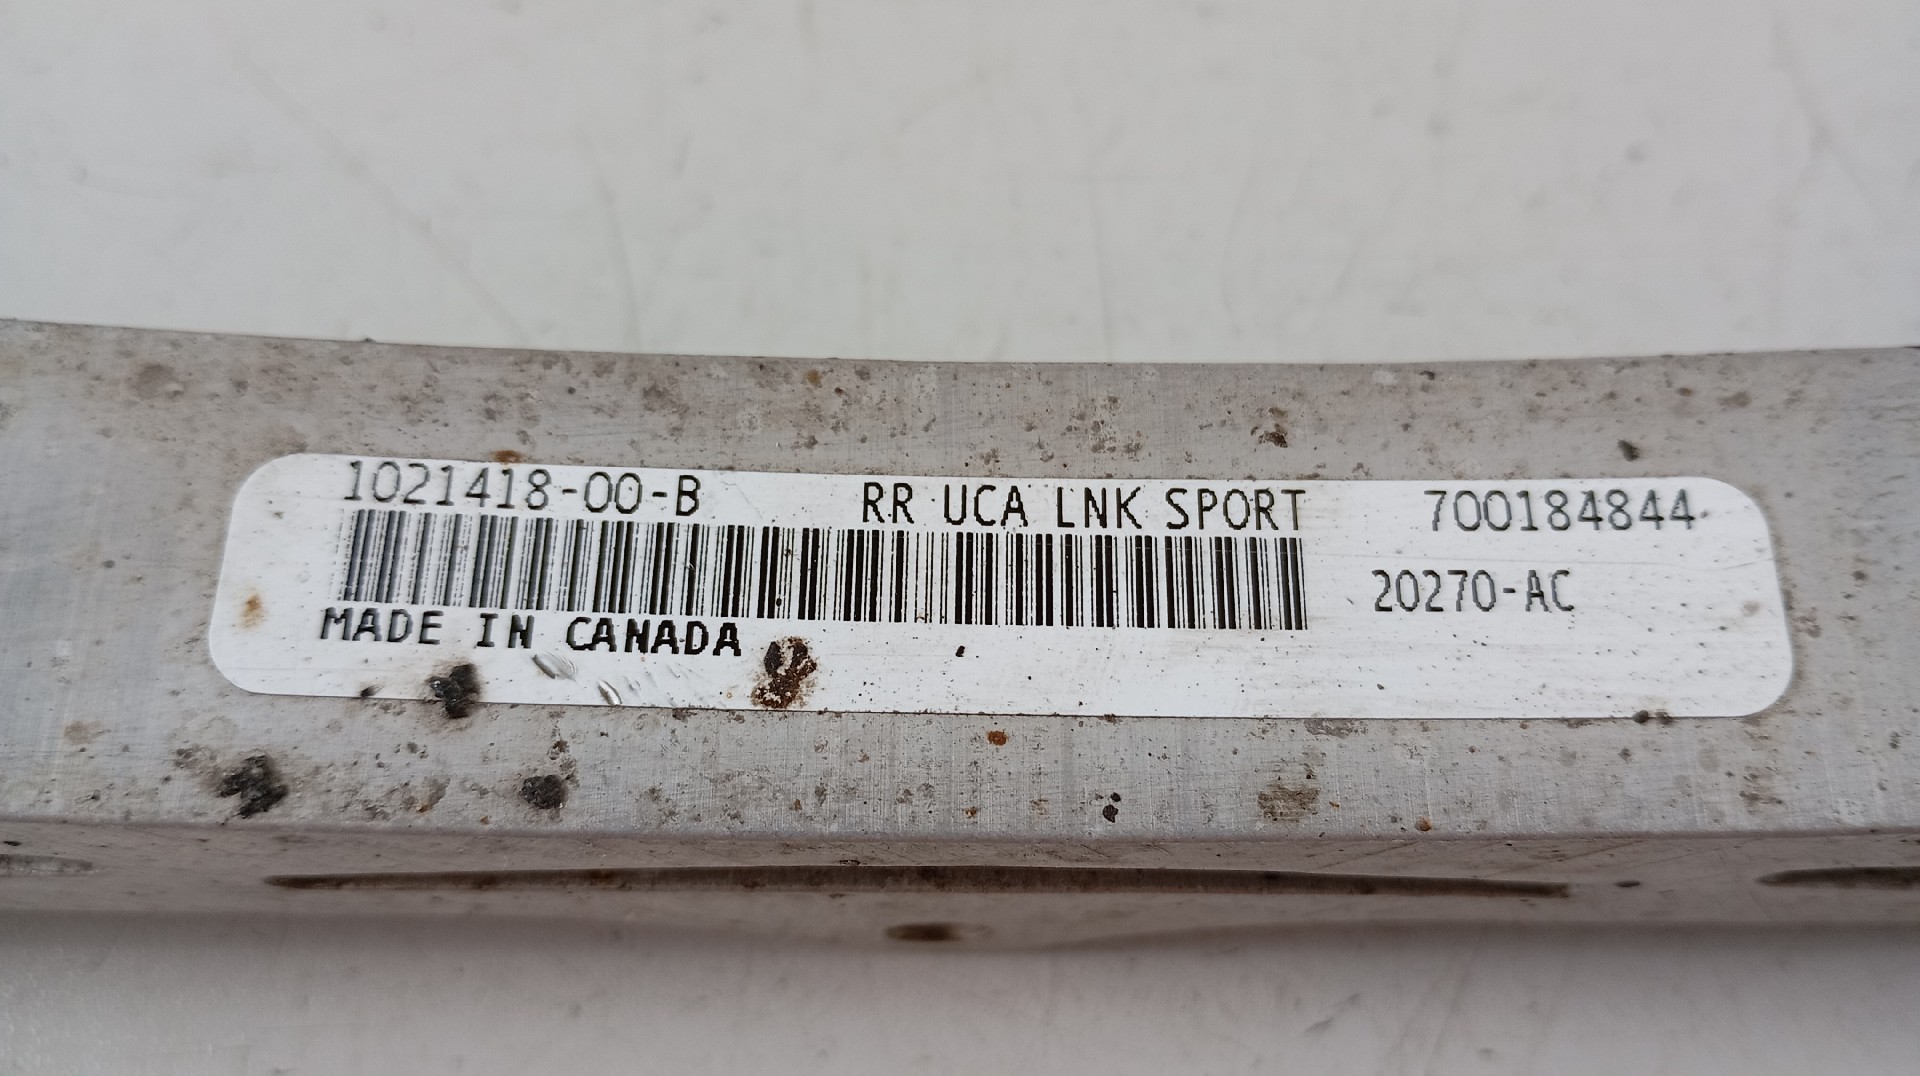 1021418-00-B RR UCA LNK SPORT 700184844
20270-AC
MADE IN CANADA